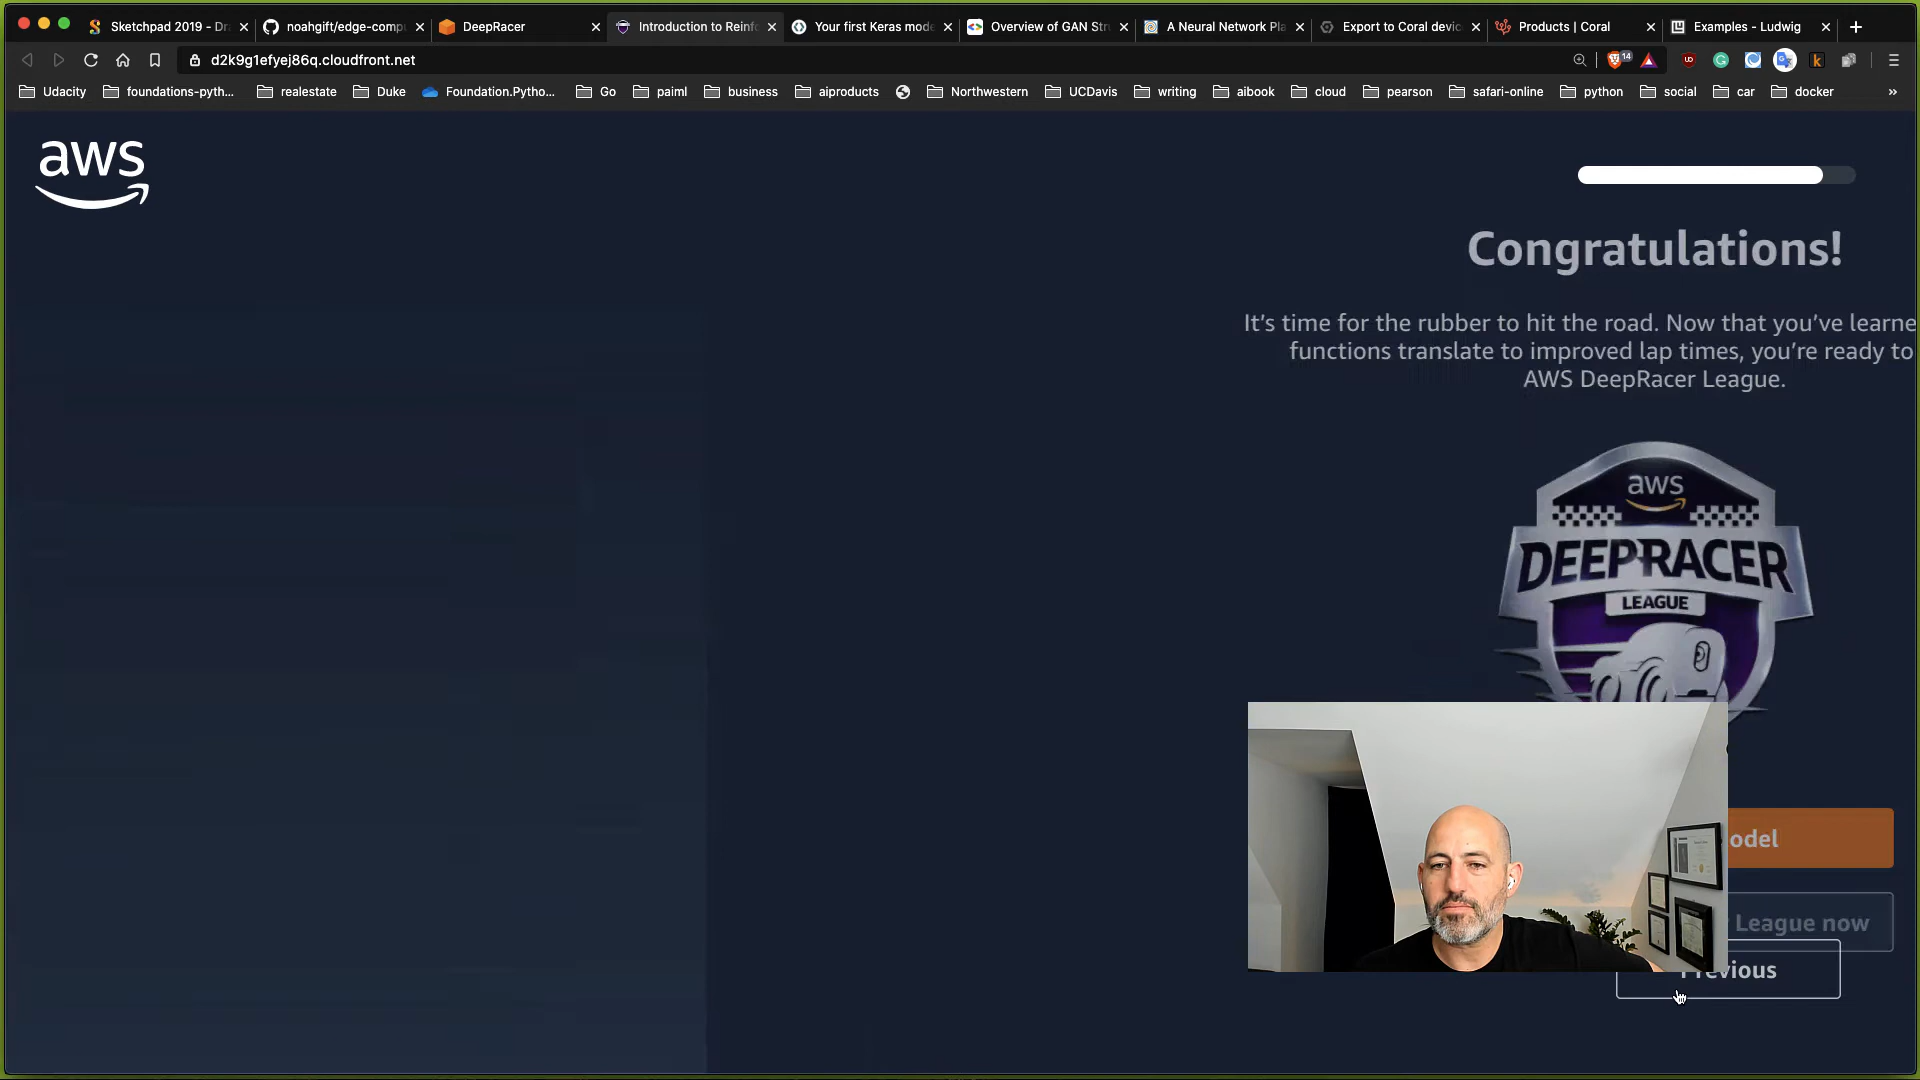 Sketchpad 2019 - Dr
noahgift/edge-comp
DeepRacer
Introduction to Reinf
Your first Keras mod
Overview of GAN Str
A Neural Network Pla
Export to Coral devic
Products | Coral
Examples - Ludwig
d2k9g1efyej86q.cloudfront.net
14
Udacity
foundations-pyth...
realestate
Duke
Foundation.Pytho...
Go
paiml
business
aiproducts
Northwestern
UCDavis
writing
aibook
cloud
pearson
safari-online
python
social
car
docker
»
aws
Congratulations!
It's time for the rubber to hit the road. Now that you've learne
functions translate to improved lap times, you're ready to
AWS DeepRacer League.
aws
DEEPRACER
LEAGUE
odel
League now
Previous